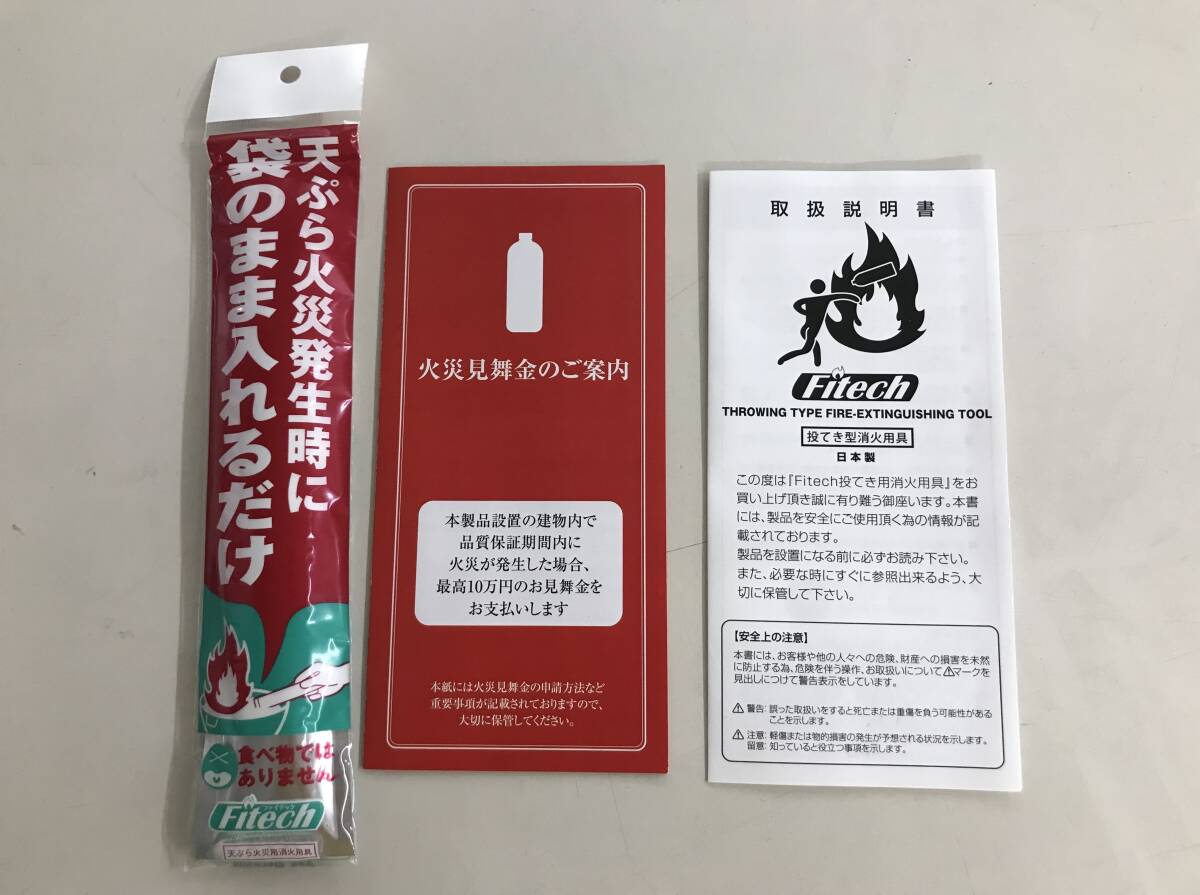 天ぷら火災発生時に
袋のまま入れるだけ
食べ物では
ありません
ファイテック
Fitech
天ぷら火災用消火用具
火災見舞金のご案内
本製品設置の建物内で
品質保証期間内に
火災が発生した場合、
最高10万円のお見舞金を
お支払いします
本紙には火災見舞金の申請方法など
重要事項が記載されておりますので、
大切に保管してください。
取扱説明書
Fitech
THROWING TYPE FIRE-EXTINGUISHING TOOL
投てき型消火用具
日本製
この度は『Fitech投てき用消火用具』をお
買い上げ頂き誠に有り難う御座います。本書
には、製品を安全にご使用頂く為の情報が記
載されております。
製品を設置になる前に必ずお読み下さい。
また、必要な時にすぐに参照出来るよう、大
切に保管して下さい。
【安全上の注意】
本書には、お客様や他の人々への危険、財産への損害を未然
に防止する為、危険を伴う操作、お取扱いについて⚠マークを
見出しにつけて警告表示をしています。
⚠ 警告: 誤った取扱いをすると死亡または重傷を負う可能性がある
ことを示します。
⚠ 注意: 軽傷または物的損害の発生が予想される状況を示します。
留意: 知っていると役立つ事項を示します。